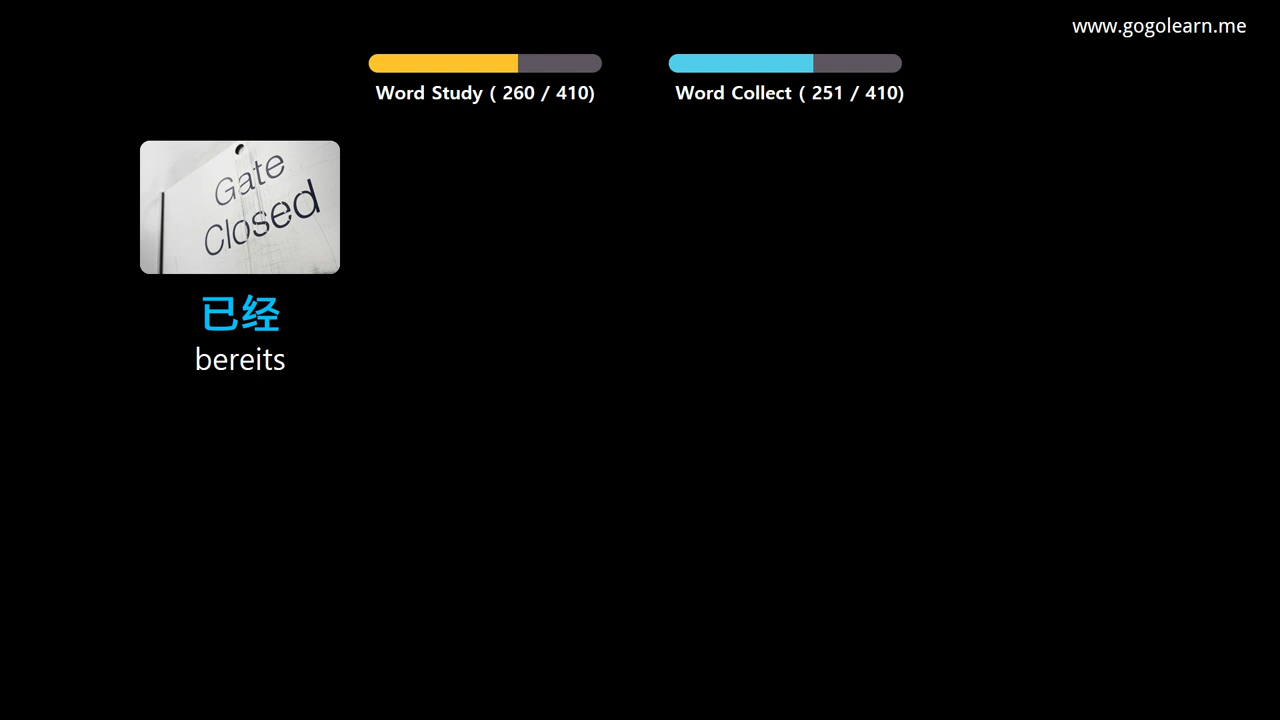 www.gogolearn.me
Word Study ( 260 / 410)
Word Collect ( 251 / 410)
Gate
Closed
已经
bereits